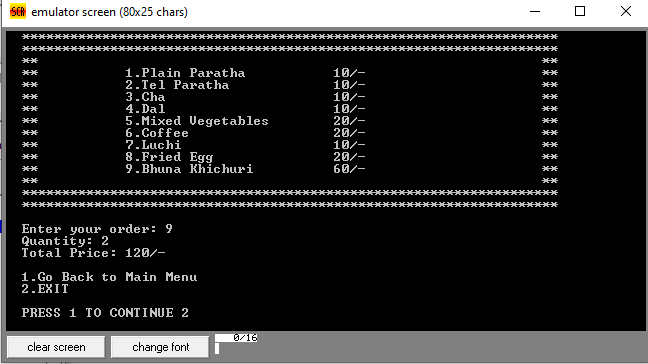 SCR emulator screen (80x25 chars)
*******************************************************************
*******************************************************************
** **
** 1.Plain Paratha 10/- **
** 2.Tel Paratha 10/- **
** 3.Cha 10/- **
** 4.Dal 10/- **
** 5.Mixed Vegetables 20/- **
** 6.Coffee 20/- **
** 7.Luchi 10/- **
** 8.Fried Egg 20/- **
** 9.Bhuna Khichuri 60/- **
** **
*******************************************************************
*******************************************************************
Enter your order: 9
Quantity: 2
Total Price: 120/-
1.Go Back to Main Menu
2.EXIT
PRESS 1 TO CONTINUE 2
clear screen change font 0/16